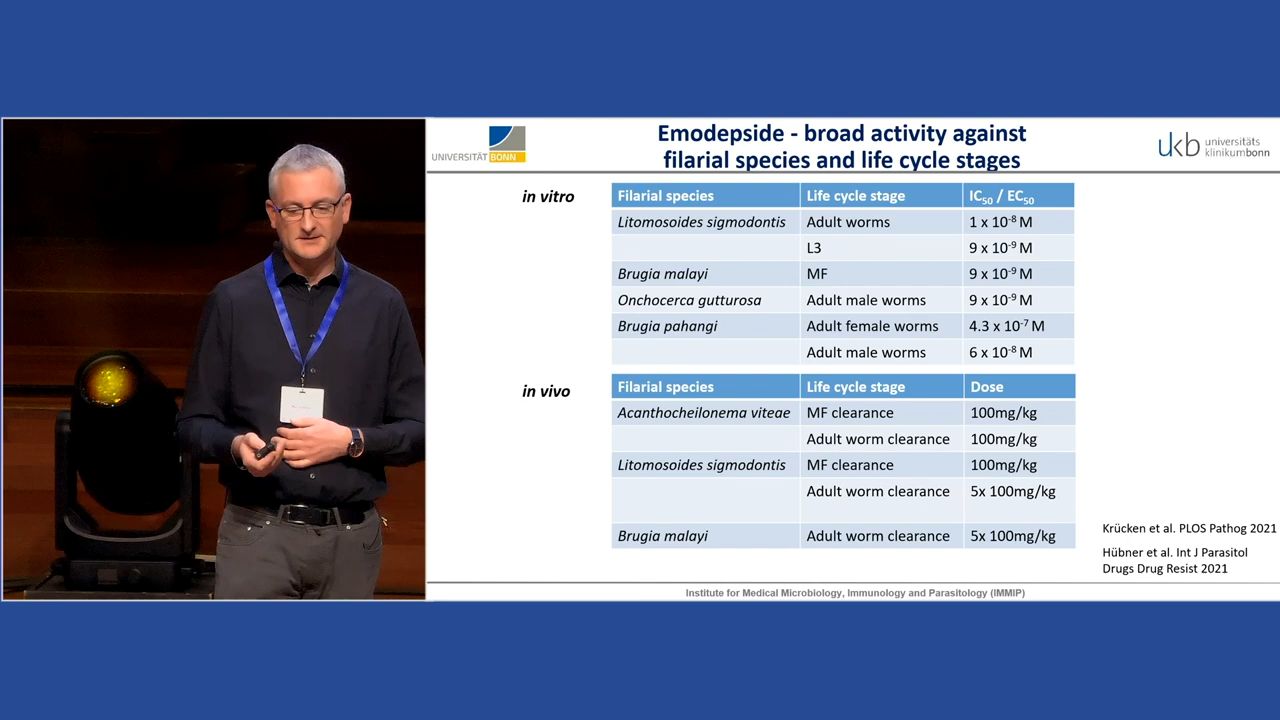 UNIVERSITÄT BONN
Emodepside - broad activity against
filarial species and life cycle stages
ukb universitäts
klinikumbonn
in vitro
Filarial species Life cycle stage IC50 / EC50
Litomosoides sigmodontis Adult worms 1 x 10-8 M
L3 9 x 10-9 M
Brugia malayi MF 9 x 10-9 M
Onchocerca gutturosa Adult male worms 9 x 10-9 M
Brugia pahangi Adult female worms 4.3 x 10-7 M
Adult male worms 6 x 10-8 M
in vivo
Filarial species Life cycle stage Dose
Acanthocheilonema viteae MF clearance 100mg/kg
Adult worm clearance 100mg/kg
Litomosoides sigmodontis MF clearance 100mg/kg
Adult worm clearance 5x 100mg/kg
Brugia malayi Adult worm clearance 5x 100mg/kg
Krücken et al. PLOS Pathog 2021
Hübner et al. Int J Parasitol
Drugs Drug Resist 2021
Institute for Medical Microbiology, Immunology and Parasitology (IMMIP)